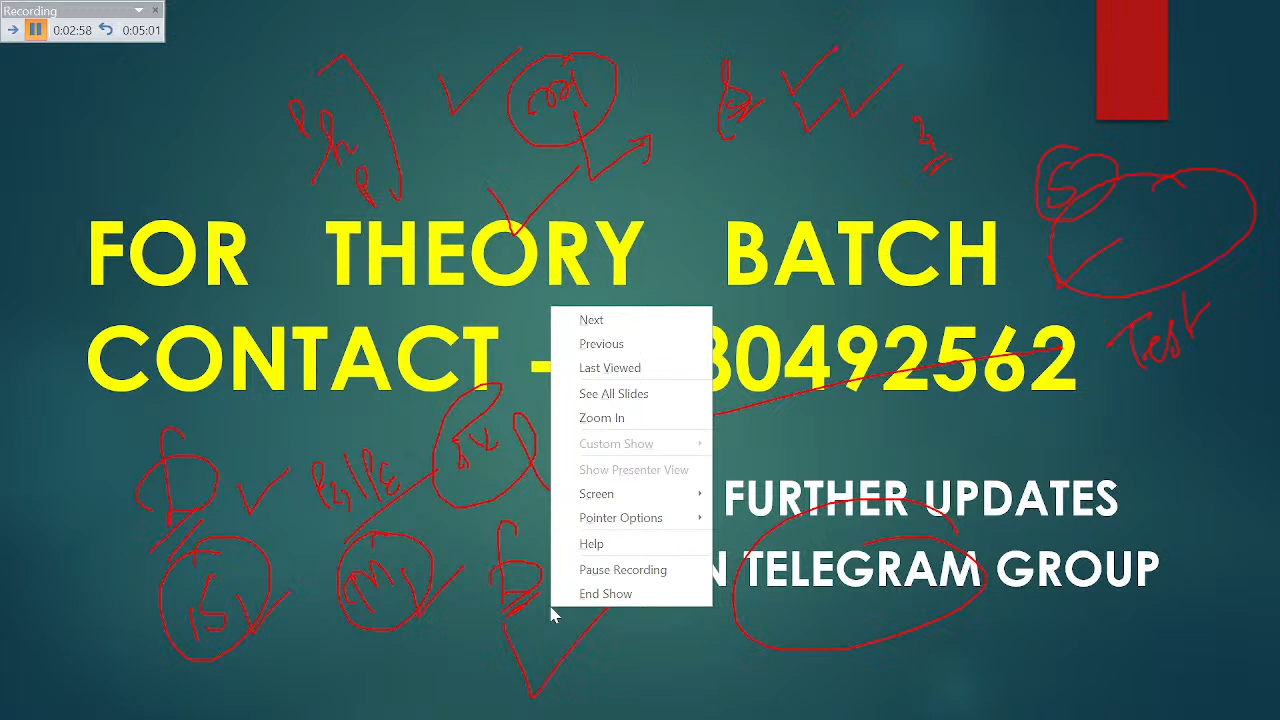 Recording
0:02:58 0:05:01
FOR THEORY BATCH
CONTACT - 80492562
Next
Previous
Last Viewed
See All Slides
Zoom In
Custom Show
Show Presenter View
Screen
Pointer Options
Help
Pause Recording
End Show
FURTHER UPDATES
N TELEGRAM GROUP
Test
S
15